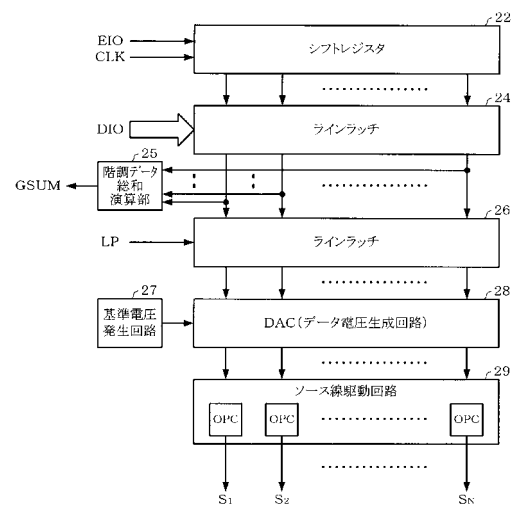 22
EIO
CLK
シフトレジスタ
24
DIO
ラインラッチ
25
階調データ
総和
演算部
GSUM
26
LP
ラインラッチ
27
基準電圧
発生回路
28
DAC(データ電圧生成回路)
29
ソース線駆動回路
OPC OPC OPC
S1 S2 SN